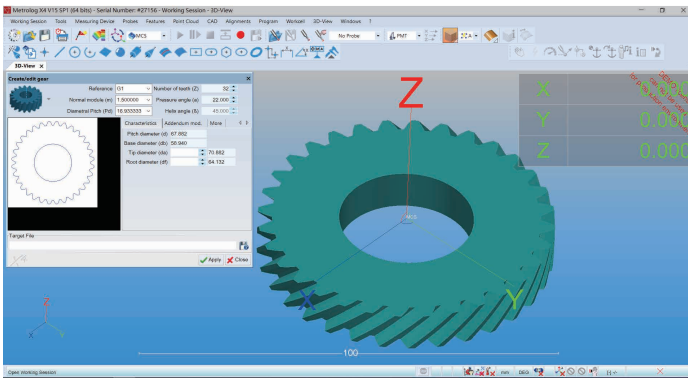 Metrolog X4 V15 SP1 (64 bits) - Serial Number: #27156 - Working Session - 3D-View
Working Session Tools Measuring Device Probes Features Point Cloud CAD Alignments Program Workcell 3D-View Windows ?
MCS No Probe PMT
3D-View x
Create/edit gear
Reference G1 Number of teeth (Z) 32
Normal module (m) 1.500000 Pressure angle (a) 22.000
Diametral Pitch (Pd) 16.933333 Helix angle (ß) 45.000
Characteristics Addendum mod. More
Pitch diameter (d) 67.882
Base diameter (db) 58.940
Tip diameter (da) 70.882
Root diameter (df) 64.132
Target File
Apply Close
Z
MCS
X
Y
100
X
Y 0.000
Z 0.000
Z
X
Y
Open Working Session mm DEG